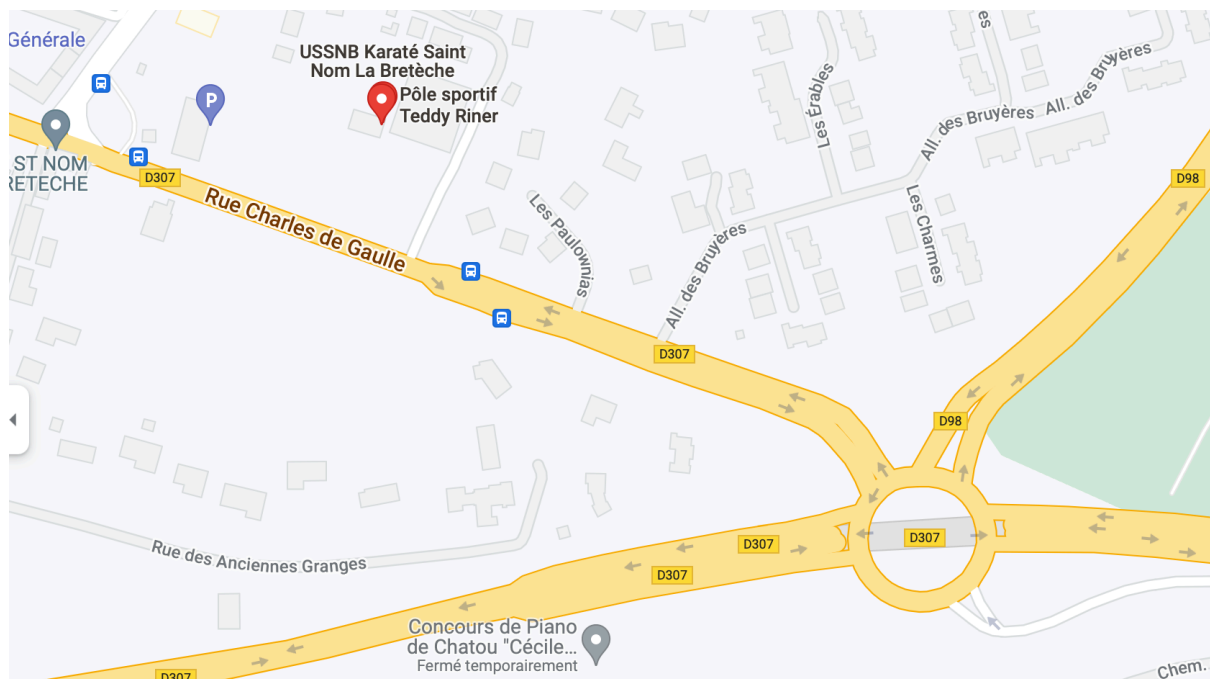 Générale
USSNB Karaté Saint
Nom La Bretèche
Pôle sportif
Teddy Riner
P
ST NOM
RETECHE
D307
Rue Charles de Gaulle
Les Paulownias
All. des Bruyères
Les Érables
All. des Bruyères
All. des Bruyères
es
Les Charmes
D98
D307
D98
D307
D307
D307
Rue des Anciennes Granges
Concours de Piano
de Chatou "Cécile...
Fermé temporairement
D307
Chem.